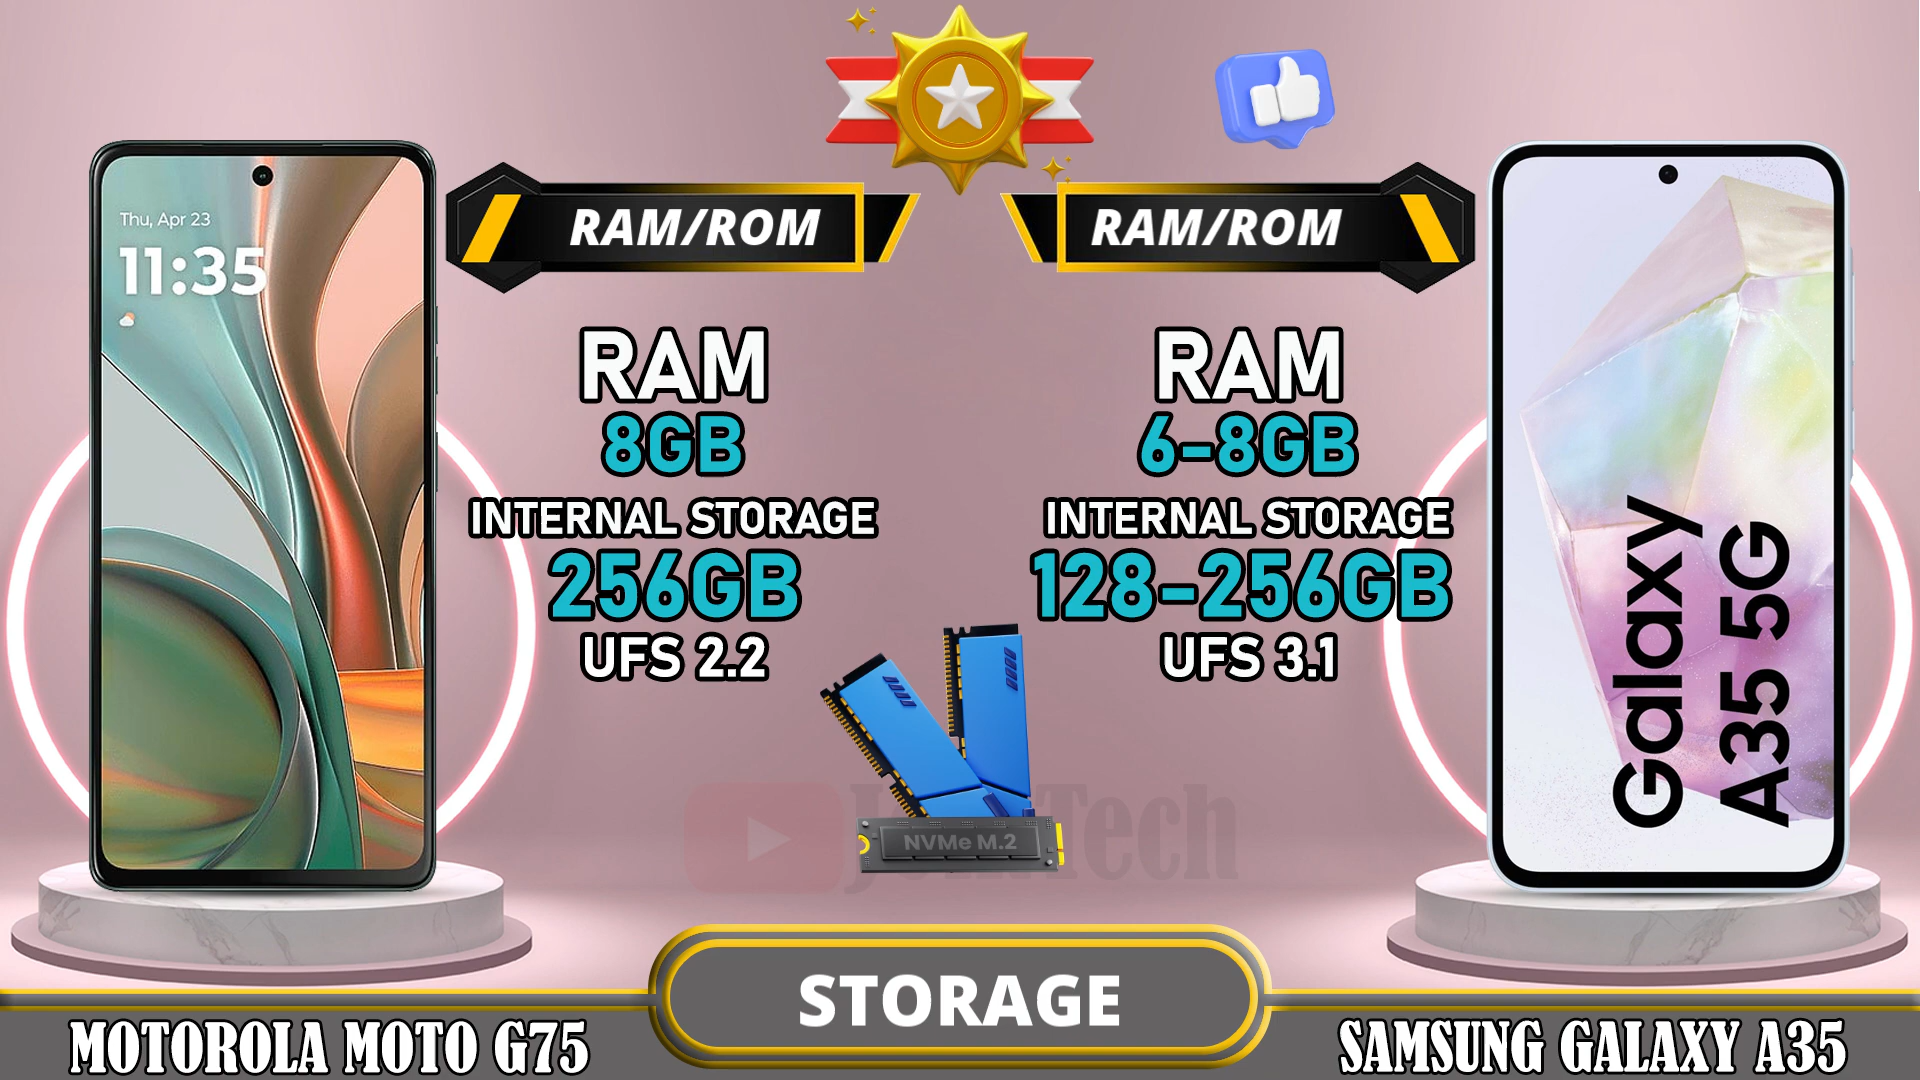 Thu, Apr 23
11:35
RAM/ROM
RAM/ROM
RAM
8GB
INTERNAL STORAGE
256GB
UFS 2.2
RAM
6-8GB
INTERNAL STORAGE
128-256GB
UFS 3.1
Galaxy
A35 5G
NVMe M.2
Tech
STORAGE
MOTOROLA MOTO G75
SAMSUNG GALAXY A35